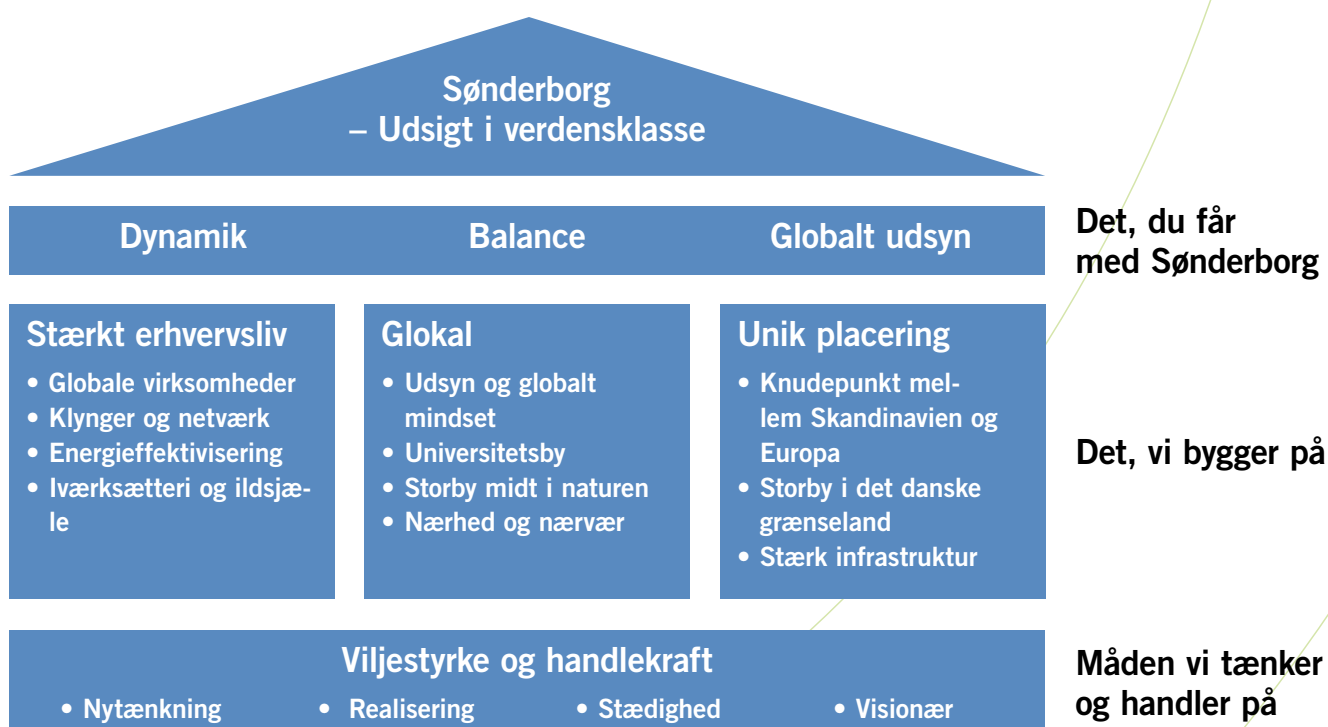 Sønderborg
– Udsigt i verdensklasse
Dynamik
Balance
Globalt udsyn
Det, du får
med Sønderborg
Stærkt erhvervsliv
• Globale virksomheder
• Klynger og netværk
• Energieffektivisering
• Iværksætteri og ildsjæ-
le
Glokal
• Udsyn og globalt
mindset
• Universitetsby
• Storby midt i naturen
• Nærhed og nærvær
Unik placering
• Knudepunkt mel-
lem Skandinavien og
Europa
• Storby i det danske
grænseland
• Stærk infrastruktur
Det, vi bygger på
Viljestyrke og handlekraft
• Nytænkning
• Realisering
• Stædighed
• Visionær
Måden vi tænker
og handler på